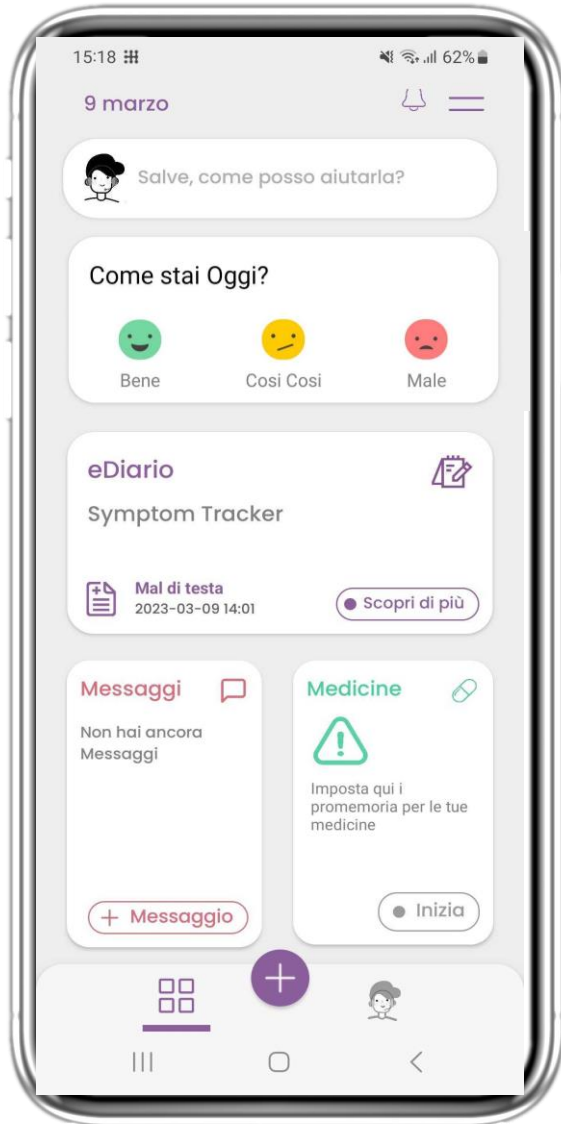 15:18 62%
9 marzo
Salve, come posso aiutarla?
Come stai Oggi?
Bene Cosi Cosi Male
eDiario
Symptom Tracker
Mal di testa
2023-03-09 14:01
Scopri di più
Messaggi
Non hai ancora
Messaggi
+ Messaggio
Medicine
Imposta qui i
promemoria per le tue
medicine
Inizia